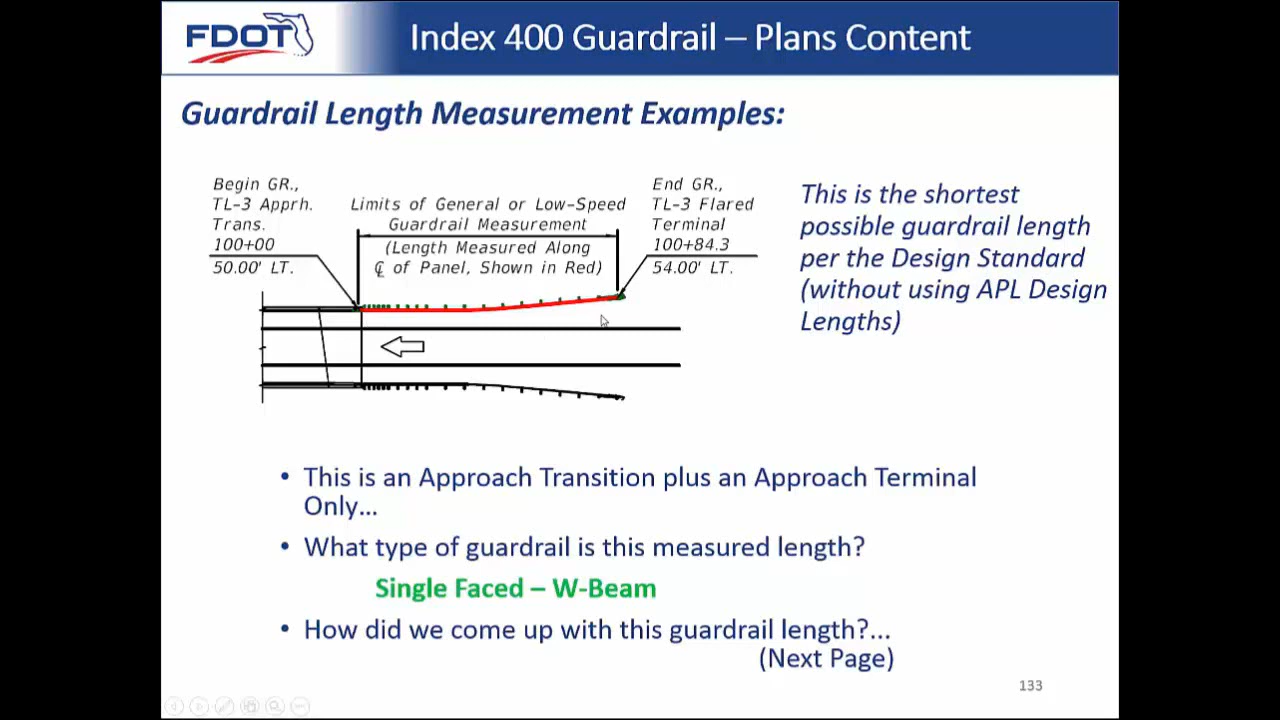 FDOT
Index 400 Guardrail – Plans Content
Guardrail Length Measurement Examples:
Begin GR.,
TL-3 Apprh.
Trans.
100+00
50.00' LT.
Limits of General or Low-Speed
Guardrail Measurement
(Length Measured Along
℄ of Panel, Shown in Red)
End GR.,
TL-3 Flared
Terminal
100+84.3
54.00' LT.
This is the shortest
possible guardrail length
per the Design Standard
(without using APL Design
Lengths)
• This is an Approach Transition plus an Approach Terminal
Only…
• What type of guardrail is this measured length?
Single Faced – W-Beam
• How did we come up with this guardrail length?...
(Next Page)
133